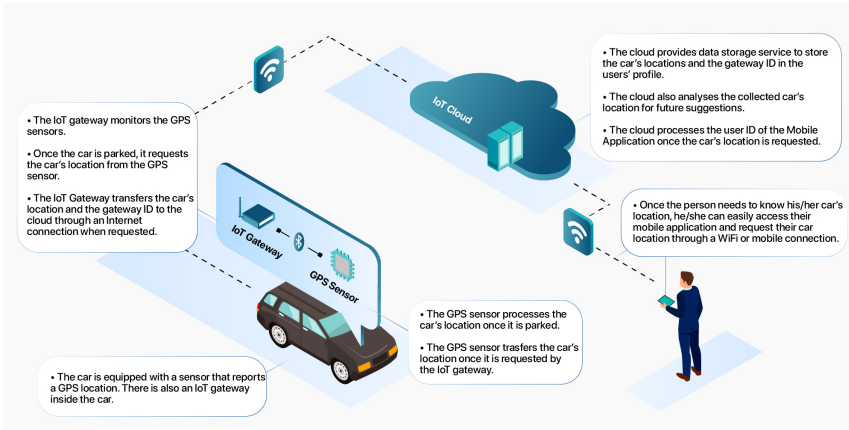 • The IoT gateway monitors the GPS
sensors.
• Once the car is parked, it requests
the car's location from the GPS
sensor.
• The IoT Gateway transfers the car's
location and the gateway ID to the
cloud through an Internet
connection when requested.
IoT Cloud
• The cloud provides data storage service to store
the car's locations and the gateway ID in the
users' profile.
• The cloud also analyses the collected car's
location for future suggestions.
• The cloud processes the user ID of the Mobile
Application once the car's location is requested.
• Once the person needs to know his/her car's
location, he/she can easily access their
mobile application and request their car
location through a WiFi or mobile connection.
IoT Gateway
GPS Sensor
• The GPS sensor processes the
car's location once it is parked.
• The GPS sensor trasfers the car's
location once it is requested by
the IoT gateway.
• The car is equipped with a sensor that reports
a GPS location. There is also an IoT gateway
inside the car.